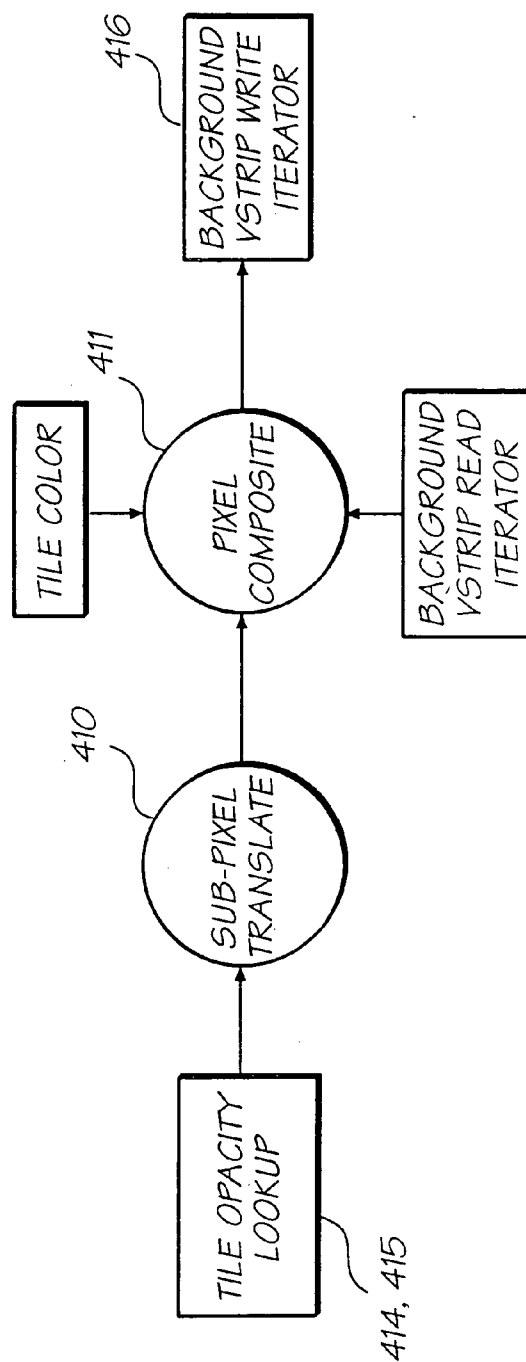 TILE OPACITY
LOOKUP
414, 415
SUB-PIXEL
TRANSLATE
410
TILE COLOR
PIXEL
COMPOSITE
411
BACKGROUND
VSTRIP READ
ITERATOR
BACKGROUND
VSTRIP WRITE
ITERATOR
416